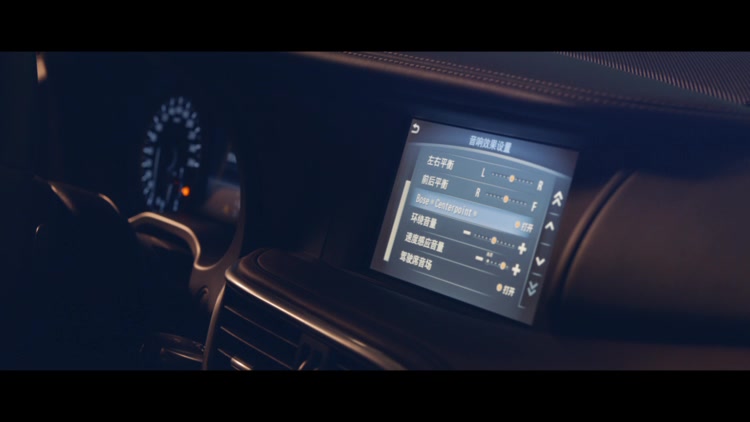 音响效果设置
左右平衡 L R
前后平衡 R F
Bose® Centerpoint® 打开
环绕音量 - +
速度感应音量 - +
驾驶席音场 打开